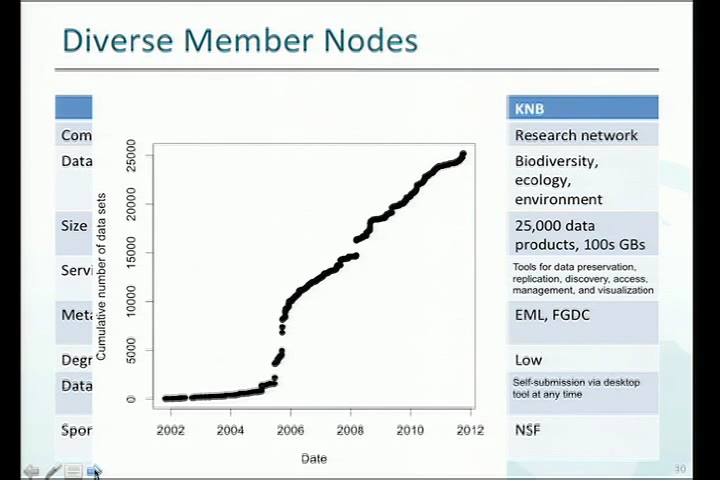 Diverse Member Nodes
KNB
Com
Research network
Data
Biodiversity,
ecology,
environment
Size
25,000 data
products, 100s GBs
Servi
Tools for data preservation,
replication, discovery, access,
management, and visualization
Meta
EML, FGDC
Degr
Low
Data
Self-submission via desktop
tool at any time
Spon
NSF
Cumulative number of data sets
25000
20000
15000
10000
5000
0
2002 2004 2006 2008 2010 2012
Date
30